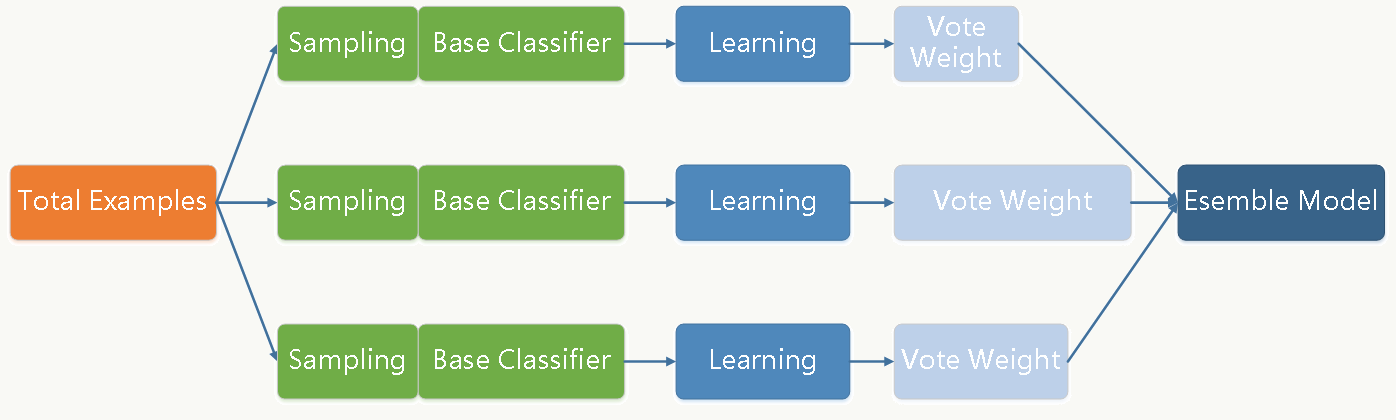 Sampling Base Classifier Learning Vote
Weight
Total Examples Sampling Base Classifier Learning Vote Weight Esemble Model
Sampling Base Classifier Learning Vote Weight